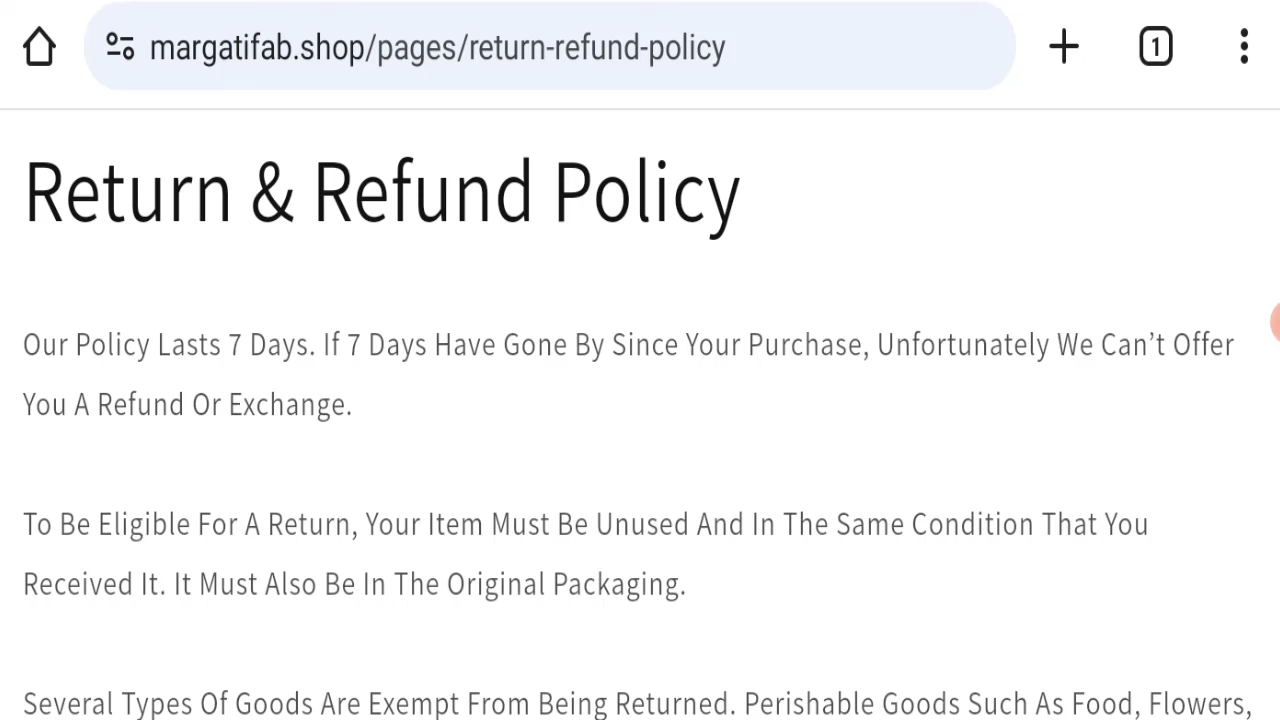 margatifab.shop/pages/return-refund-policy
1
Return & Refund Policy
Our Policy Lasts 7 Days. If 7 Days Have Gone By Since Your Purchase, Unfortunately We Can’t Offer
You A Refund Or Exchange.
To Be Eligible For A Return, Your Item Must Be Unused And In The Same Condition That You
Received It. It Must Also Be In The Original Packaging.
Several Types Of Goods Are Exempt From Being Returned. Perishable Goods Such As Food, Flowers,